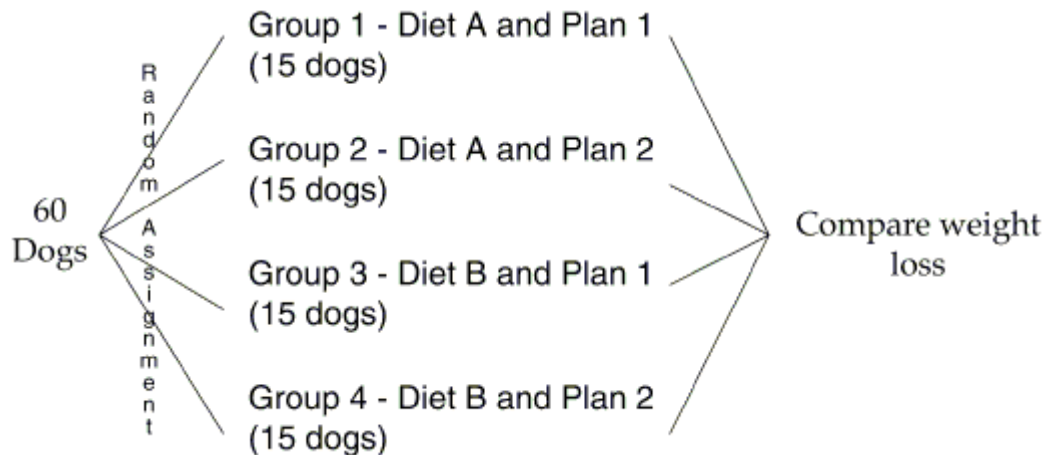 60
Dogs
Random Assignment
Group 1 - Diet A and Plan 1
(15 dogs)
Group 2 - Diet A and Plan 2
(15 dogs)
Group 3 - Diet B and Plan 1
(15 dogs)
Group 4 - Diet B and Plan 2
(15 dogs)
Compare weight
loss